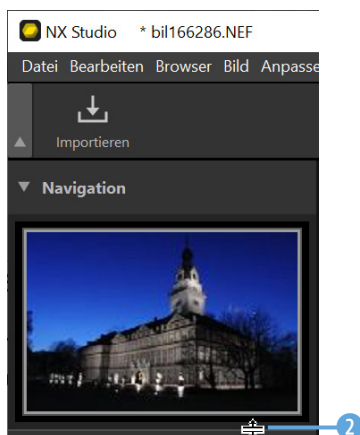 NX Studio * bil166286.NEF
Datei Bearbeiten Browser Bild Anpasse
Importieren
Navigation
2